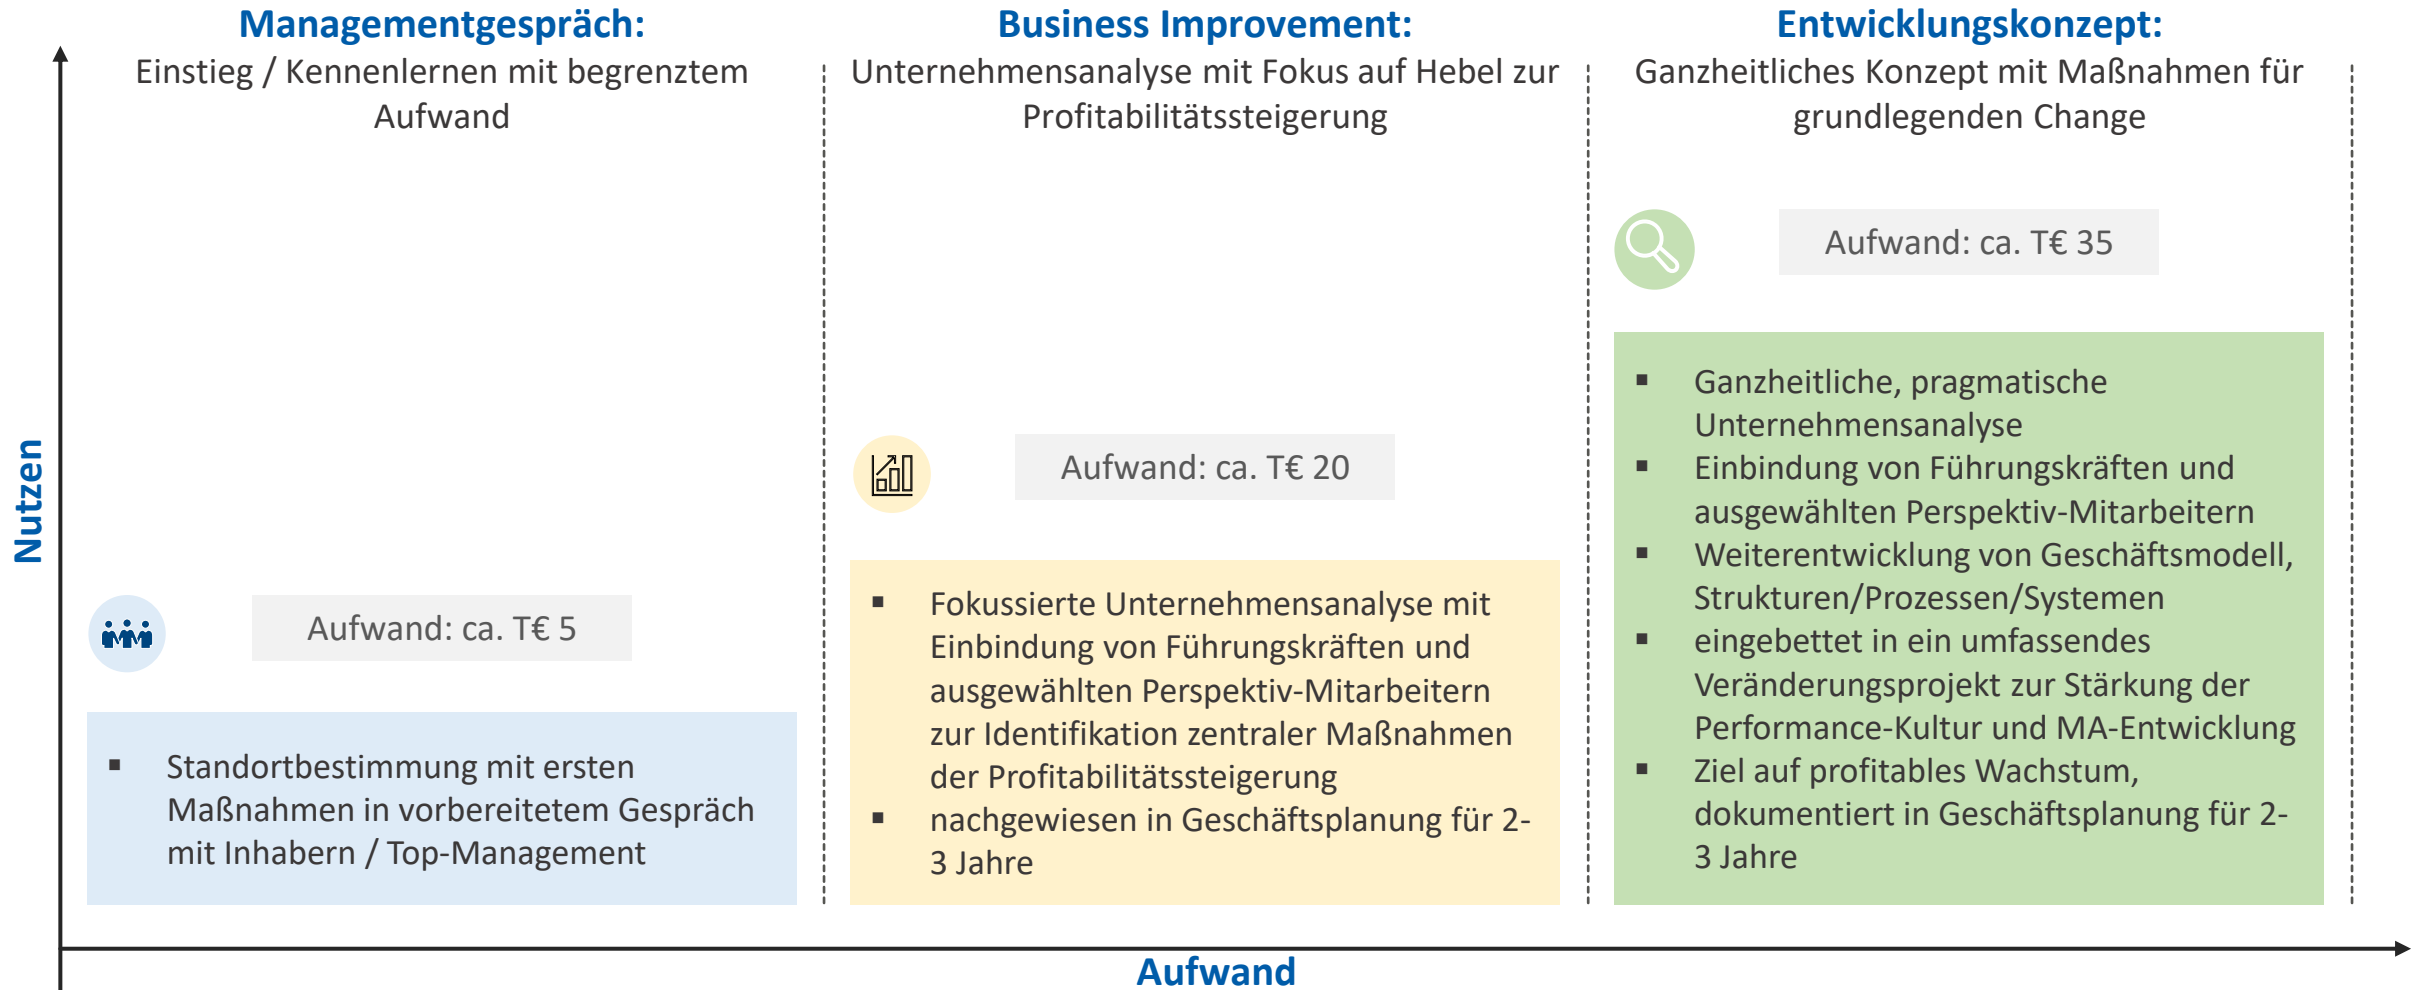 Managementgespräch:
Einstieg / Kennenlernen mit begrenztem
Aufwand
Business Improvement:
Unternehmensanalyse mit Fokus auf Hebel zur
Profitabilitätssteigerung
Entwicklungskonzept:
Ganzheitliches Konzept mit Maßnahmen für
grundlegenden Change
Nutzen
Aufwand: ca. T€ 5
▪ Standortbestimmung mit ersten
Maßnahmen in vorbereitetem Gespräch
mit Inhabern / Top-Management
Aufwand: ca. T€ 20
▪ Fokussierte Unternehmensanalyse mit
Einbindung von Führungskräften und
ausgewählten Perspektiv-Mitarbeitern
zur Identifikation zentraler Maßnahmen
der Profitabilitätssteigerung
▪ nachgewiesen in Geschäftsplanung für 2-
3 Jahre
Aufwand: ca. T€ 35
▪ Ganzheitliche, pragmatische
Unternehmensanalyse
▪ Einbindung von Führungskräften und
ausgewählten Perspektiv-Mitarbeitern
▪ Weiterentwicklung von Geschäftsmodell,
Strukturen/Prozessen/Systemen
▪ eingebettet in ein umfassendes
Veränderungsprojekt zur Stärkung der
Performance-Kultur und MA-Entwicklung
▪ Ziel auf profitables Wachstum,
dokumentiert in Geschäftsplanung für 2-
3 Jahre
Aufwand